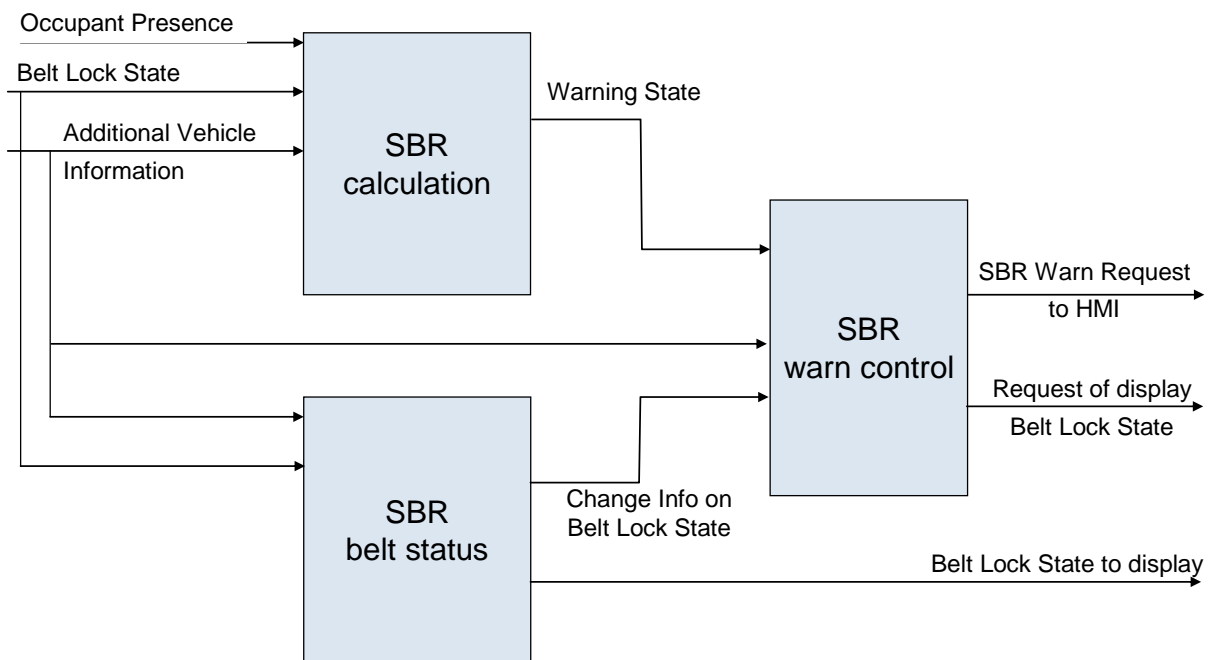 Occupant Presence
Belt Lock State
Additional Vehicle
Information
SBR
calculation
Warning State
SBR
warn control
SBR Warn Request
to HMI
Request of display
Belt Lock State
SBR
belt status
Change Info on
Belt Lock State
Belt Lock State to display